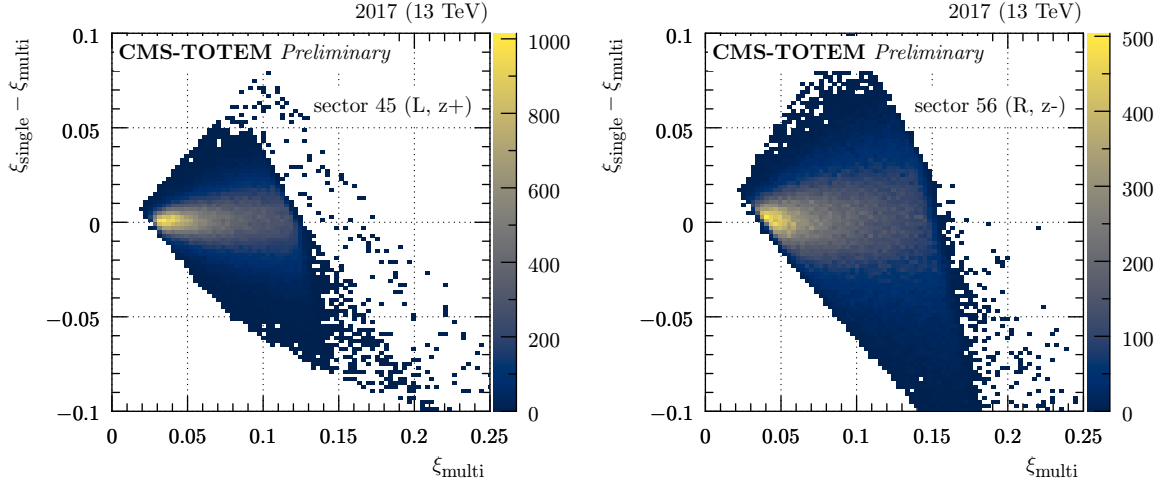 2017 (13 TeV)
CMS-TOTEM Preliminary
sector 45 (L, z+)
ξsingle − ξmulti
0.1
0.05
0
−0.05
−0.1
0 0.05 0.1 0.15 0.2 0.25
ξmulti
1000
800
600
400
200
0
2017 (13 TeV)
CMS-TOTEM Preliminary
sector 56 (R, z-)
ξsingle − ξmulti
0.1
0.05
0
−0.05
−0.1
0 0.05 0.1 0.15 0.2 0.25
ξmulti
500
400
300
200
100
0